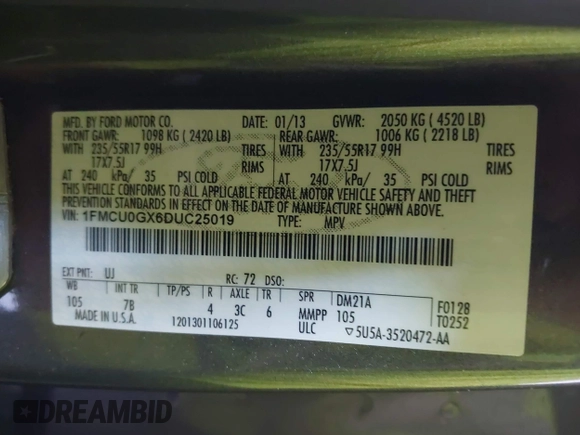 MFD. BY FORD MOTOR CO. DATE: 01/13 GVWR: 2050 KG ( 4520 LB)
FRONT GAWR: 1098 KG ( 2420 LB) REAR GAWR: 1006 KG ( 2218 LB)
WITH 235/55R17 99H TIRES WITH 235/55R17 99H TIRES
17X7.5J RIMS 17X7.5J RIMS
AT 240 kPa/ 35 PSI COLD AT 240 kPa/ 35 PSI COLD
THIS VEHICLE CONFORMS TO ALL APPLICABLE FEDERAL MOTOR VEHICLE SAFETY AND THEFT
PREVENTION STANDARDS IN EFFECT ON THE DATE OF MANUFACTURE SHOWN ABOVE.
VIN: 1FMCU0GX6DUC25019 TYPE: MPV
EXT PNT: UJ RC: 72 DSO:
WB INT TR TP/PS R AXLE TR SPR DM21A F0128
105 7B 4 3C 6 MMPP 105 T0252
MADE IN U.S.A. 1201301106125 ULC 5U5A-3520472-AA
DREAMBID